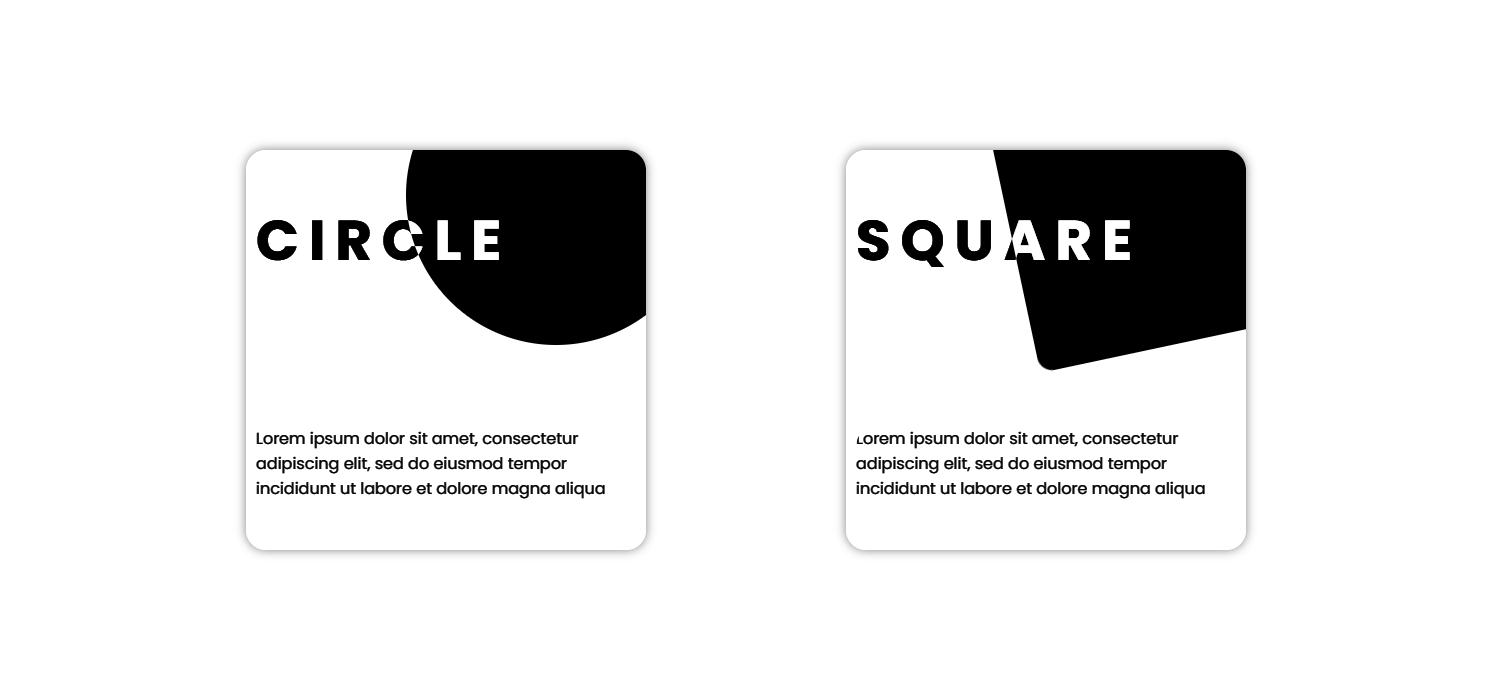 CIRCLE
Lorem ipsum dolor sit amet, consectetur
adipiscing elit, sed do eiusmod tempor
incididunt ut labore et dolore magna aliqua
SQUARE
Lorem ipsum dolor sit amet, consectetur
adipiscing elit, sed do eiusmod tempor
incididunt ut labore et dolore magna aliqua